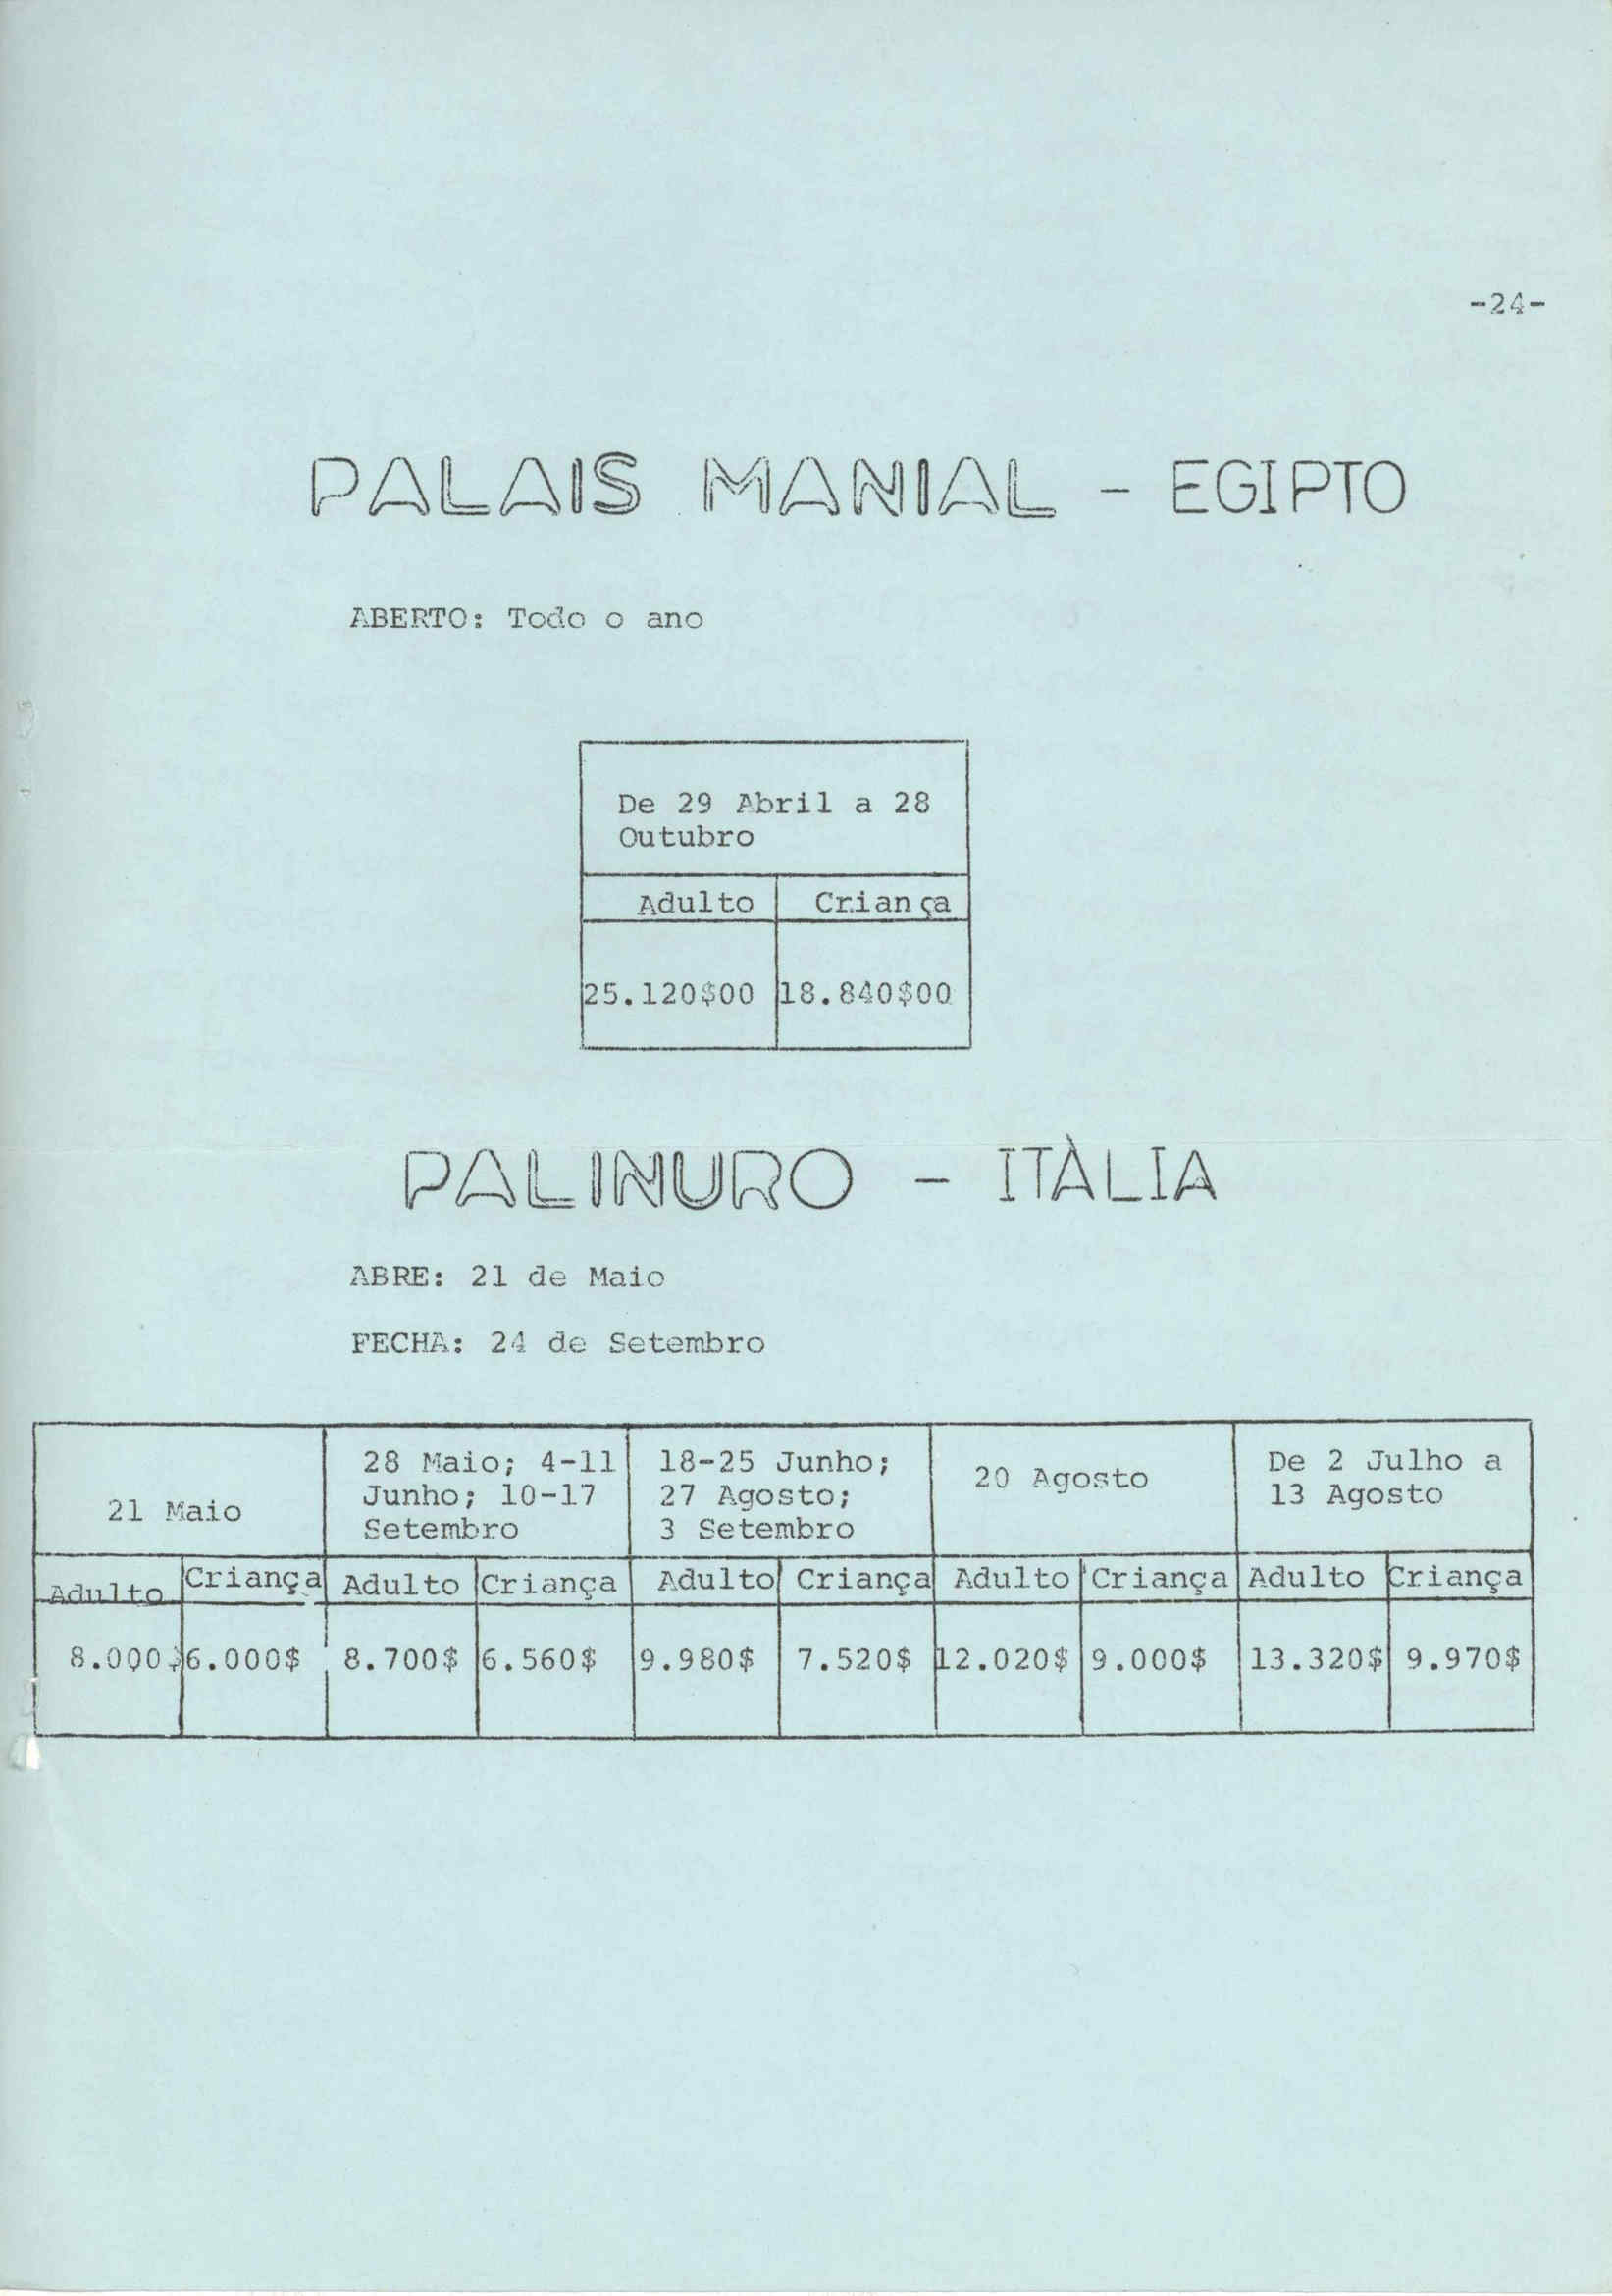 -24-
PALAIS MANIAL - EGIPTO
ABERTO: Todo o ano
De 29 Abril a 28
Outubro
Adulto Criança
25.120$00 18.840$00
PALINURO - ITÀLIA
ABRE: 21 de Maio
FECHA: 24 de Setembro
21 Maio
28 Maio; 4-11
Junho; 10-17
Setembro
18-25 Junho;
27 Agosto;
3 Setembro
20 Agosto
De 2 Julho a
13 Agosto
Adulto Criança Adulto Criança Adulto Criança Adulto Criança Adulto Criança
8.000$ 6.000$ 8.700$ 6.560$ 9.980$ 7.520$ 12.020$ 9.000$ 13.320$ 9.970$